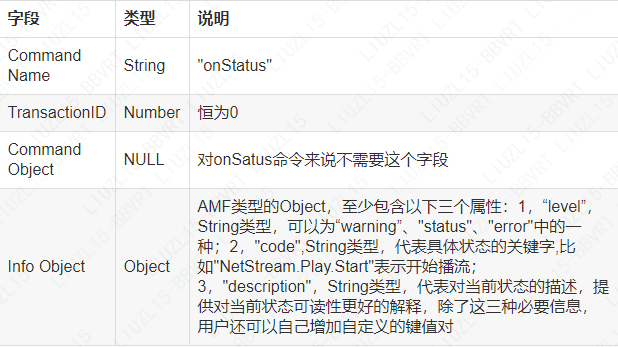 字段 类型 说明
Command
Name String "onStatus"
TransactionID Number 恒为0
Command
Object NULL 对onSatus命令来说不需要这个字段
AMF类型的Object，至少包含以下三个属性：1，“level”，
String类型，可以为“warning”、"status"、"error"中的一
种；2，"code",String类型，代表具体状态的关键字,比
如"NetStream.Play.Start"表示开始播流；
Info Object Object
3，"description"，String类型，代表对当前状态的描述，提
供对当前状态可读性更好的解释，除了这三种必要信息，
用户还可以自己增加自定义的键值对
LIUZL15-BBVRT